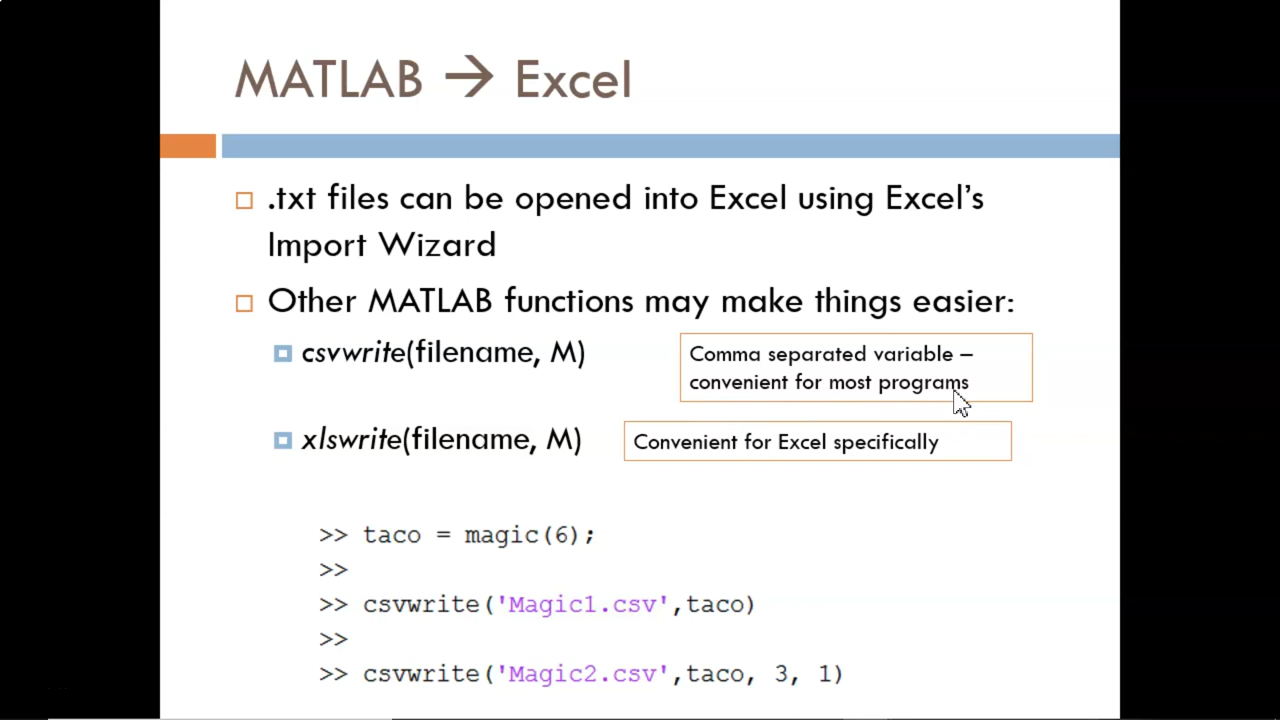 MATLAB → Excel
.txt files can be opened into Excel using Excel's
Import Wizard
Other MATLAB functions may make things easier:
csvwrite(filename, M)
Comma separated variable –
convenient for most programs
xlswrite(filename, M)
Convenient for Excel specifically
>> taco = magic(6);
>>
>> csvwrite('Magic1.csv',taco)
>>
>> csvwrite('Magic2.csv',taco, 3, 1)